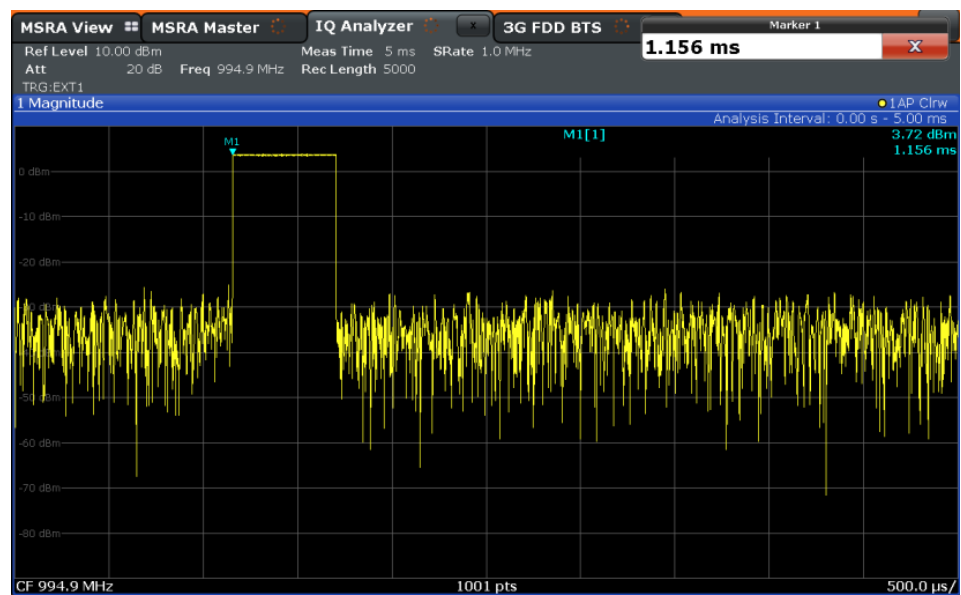 MSRA View MSRA Master IQ Analyzer x 3G FDD BTS
Marker 1
1.156 ms X
Ref Level 10.00 dBm Meas Time 5 ms SRate 1.0 MHz
Att 20 dB Freq 994.9 MHz Rec Length 5000
TRG:EXT1
1 Magnitude 1AP Clrw
Analysis Interval: 0.00 s - 5.00 ms
M1[1] 3.72 dBm
1.156 ms
M1
0 dBm
-10 dBm
-20 dBm
-50 dBm
-60 dBm
-70 dBm
-80 dBm
CF 994.9 MHz 1001 pts 500.0 µs/